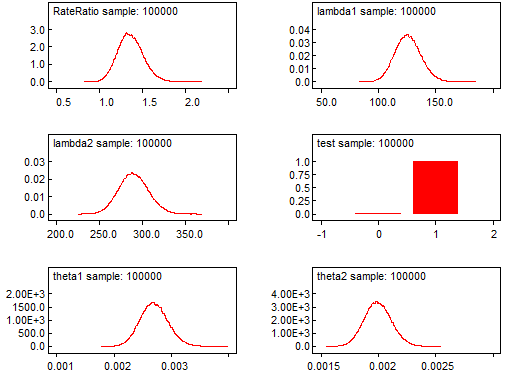 RateRatio sample: 100000
3.0
2.0
1.0
0.0
0.5 1.0 1.5 2.0
lambda1 sample: 100000
0.04
0.03
0.02
0.01
0.0
50.0 100.0 150.0
lambda2 sample: 100000
0.03
0.02
0.01
0.0
200.0 250.0 300.0 350.0
test sample: 100000
1.0
0.75
0.5
0.25
0.0
-1 0 1 2
theta1 sample: 100000
2.00E+3
1500.0
1.00E+3
500.0
0.0
0.001 0.002 0.003
theta2 sample: 100000
4.00E+3
3.00E+3
2.00E+3
1.00E+3
0.0
0.0015 0.002 0.0025